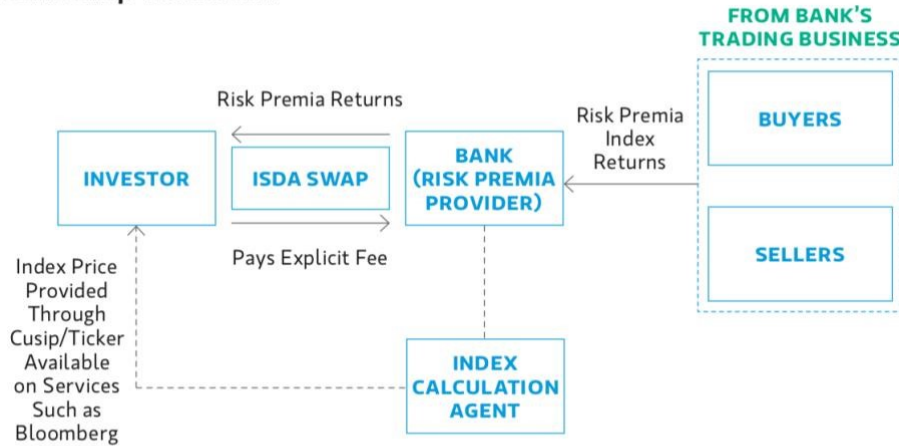 FROM BANK'S
TRADING BUSINESS
BUYERS
SELLERS
Risk Premia
Index
Returns
Risk Premia Returns
INVESTOR
ISDA SWAP
BANK
(RISK PREMIA
PROVIDER)
Pays Explicit Fee
Index Price
Provided
Through
Cusip/Ticker
Available
on Services
Such as
Bloomberg
INDEX
CALCULATION
AGENT